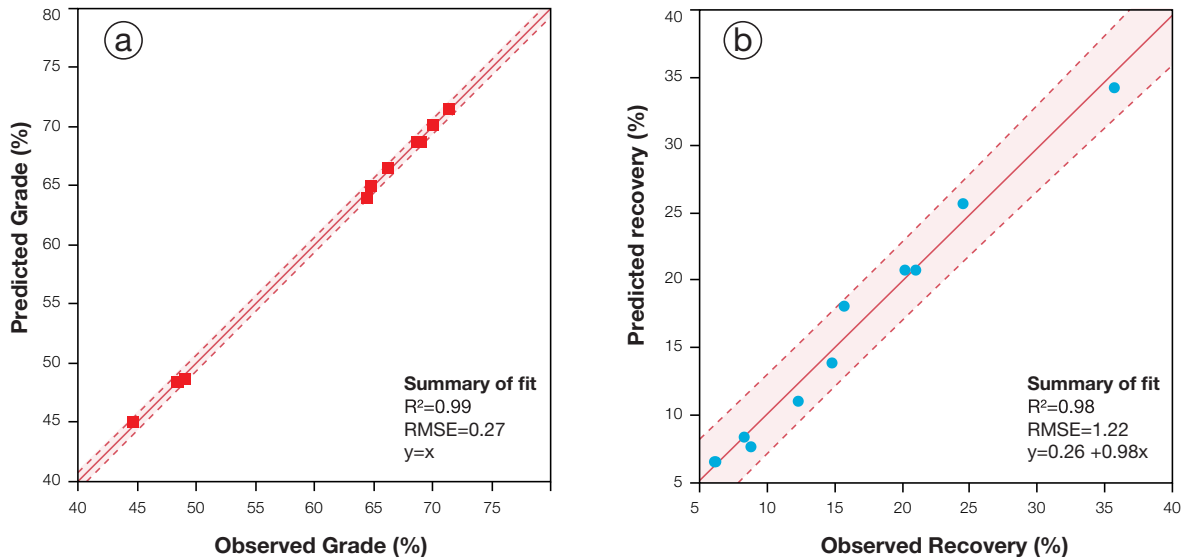 a
80
75
70
65
60
55
50
45
40
40
45
50
55
60
65
70
75
Predicted Grade (%)
Observed Grade (%)
Summary of fit
R²=0.99
RMSE=0.27
y=x
b
40
35
30
25
20
15
10
5
5
10
15
21
25
30
35
40
Predicted recovery (%)
Observed Recovery (%)
Summary of fit
R²=0.98
RMSE=1.22
y=0.26 +0.98x